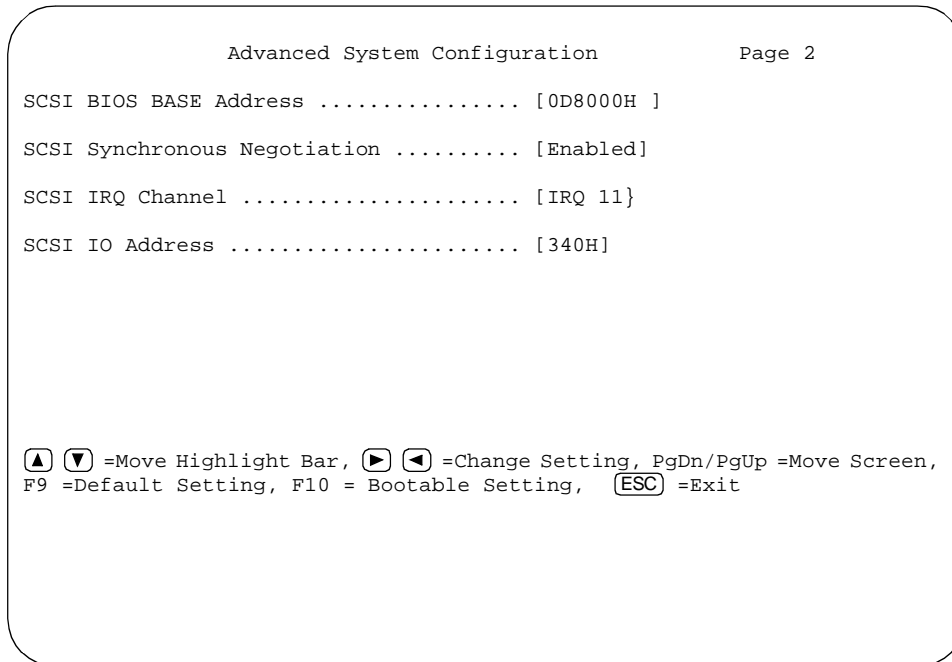 Advanced System Configuration Page 2
SCSI BIOS BASE Address ................ [0D8000H ]
SCSI Synchronous Negotiation .......... [Enabled]
SCSI IRQ Channel ...................... [IRQ 11}
SCSI IO Address ....................... [340H]
▲ ▼ =Move Highlight Bar, ► ◄ =Change Setting, PgDn/PgUp =Move Screen,
F9 =Default Setting, F10 = Bootable Setting, ESC =Exit